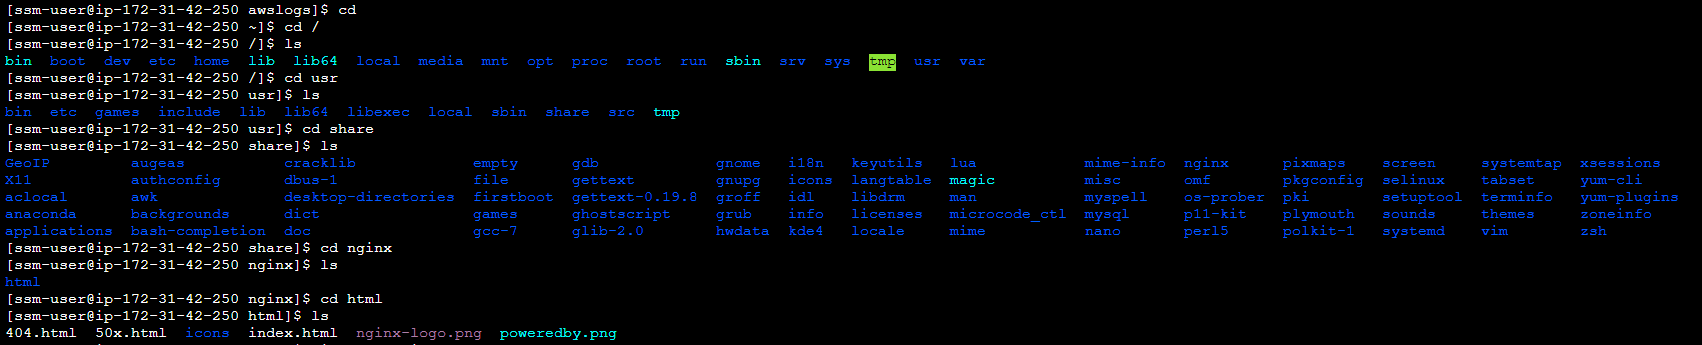 [ssm-user@ip-172-31-42-250 awslogs]$ cd
[ssm-user@ip-172-31-42-250 ~]$ cd /
[ssm-user@ip-172-31-42-250 /]$ ls
bin boot dev etc home lib lib64 local media mnt opt proc root run sbin srv sys tmp usr var
[ssm-user@ip-172-31-42-250 /]$ cd usr
[ssm-user@ip-172-31-42-250 usr]$ ls
bin etc games include lib lib64 libexec local sbin share src tmp
[ssm-user@ip-172-31-42-250 usr]$ cd share
[ssm-user@ip-172-31-42-250 share]$ ls
GeoIP augeas cracklib empty gdb gnome i18n keyutils lua mime-info nginx pixmaps screen systemtap xsessions
X11 authconfig dbus-1 file gettext gnupg icons langtable magic misc omf pkgconfig selinux tabset yum-cli
aclocal awk desktop-directories firstboot gettext-0.19.8 groff idl libdrm man myspell os-prober pki setuptool terminfo yum-plugins
anaconda backgrounds dict games ghostscript grub info licenses microcode_ctl mysql p11-kit plymouth sounds themes zoneinfo
applications bash-completion doc gcc-7 glib-2.0 hwdata kde4 locale mime nano perl5 polkit-1 systemd vim zsh
[ssm-user@ip-172-31-42-250 share]$ cd nginx
[ssm-user@ip-172-31-42-250 nginx]$ ls
html
[ssm-user@ip-172-31-42-250 nginx]$ cd html
[ssm-user@ip-172-31-42-250 html]$ ls
404.html 50x.html icons index.html nginx-logo.png poweredby.png